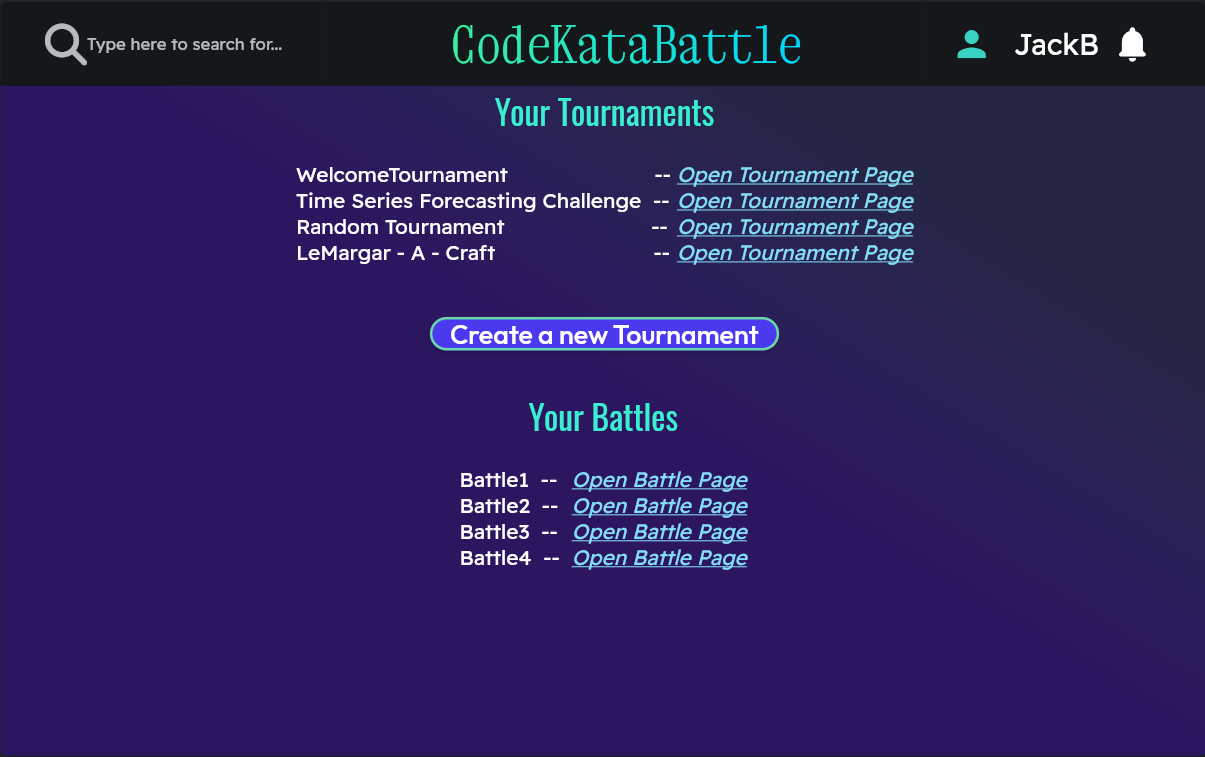 Type here to search for...
CodeKataBattle
JackB
Your Tournaments
WelcomeTournament -- Open Tournament Page
Time Series Forecasting Challenge -- Open Tournament Page
Random Tournament -- Open Tournament Page
LeMargar - A - Craft -- Open Tournament Page
Create a new Tournament
Your Battles
Battle1 -- Open Battle Page
Battle2 -- Open Battle Page
Battle3 -- Open Battle Page
Battle4 -- Open Battle Page